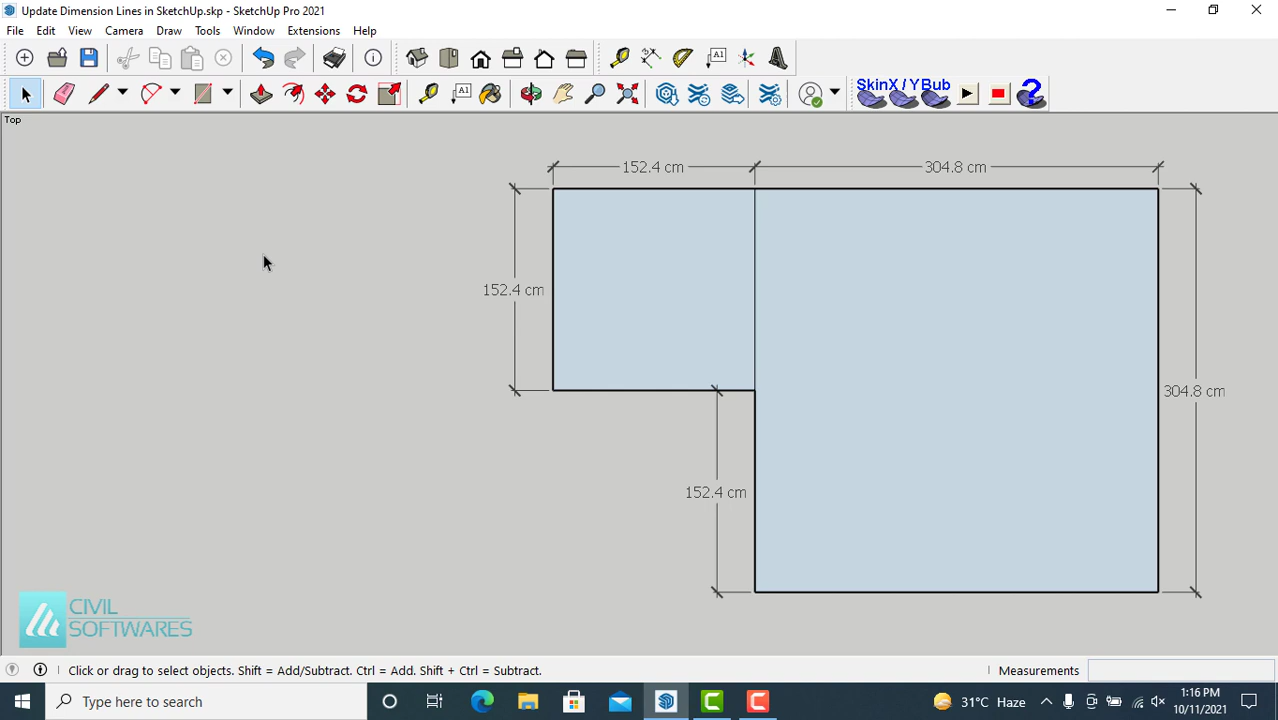 Update Dimension Lines in SketchUp.skp - SketchUp Pro 2021
File Edit View Camera Draw Tools Window Extensions Help
A1
A1
SkinX / YBub
?
Top
152.4 cm 304.8 cm
152.4 cm
304.8 cm
152.4 cm
CIVIL
SOFTWARES
Click or drag to select objects. Shift = Add/Subtract. Ctrl = Add. Shift + Ctrl = Subtract. Measurements
Type here to search
31°C Haze
1:16 PM
10/11/2021